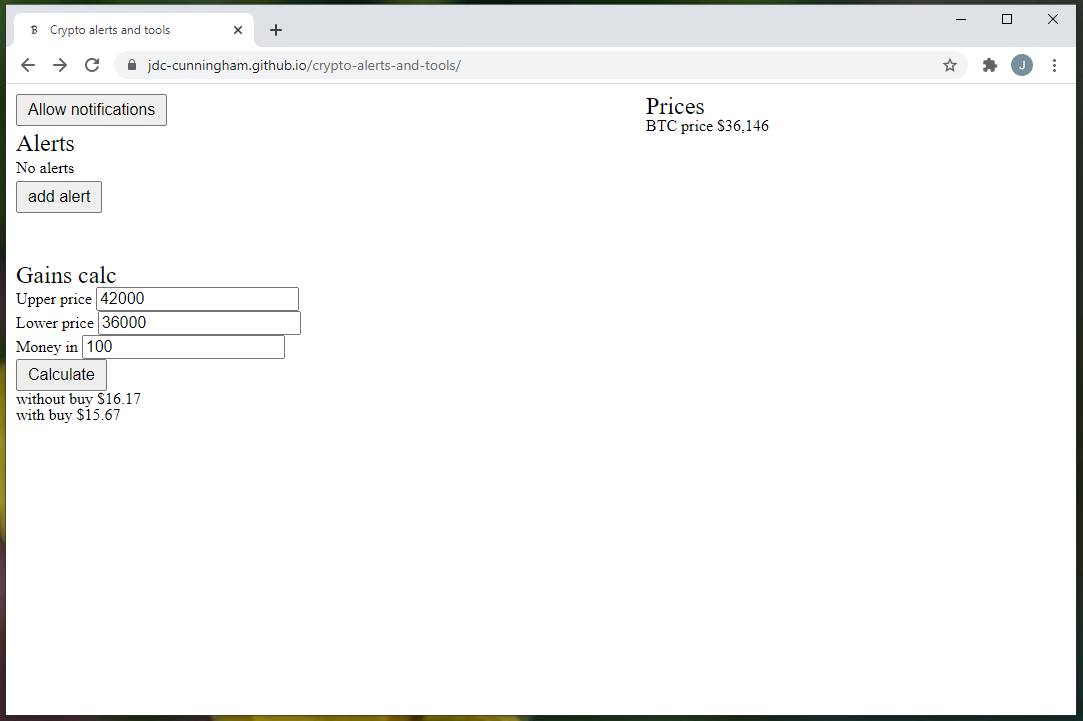 Crypto alerts and tools
jdc-cunningham.github.io/crypto-alerts-and-tools/
J
Allow notifications
Alerts
No alerts
add alert
Prices
BTC price $36,146
Gains calc
Upper price 42000
Lower price 36000
Money in 100
Calculate
without buy $16.17
with buy $15.67